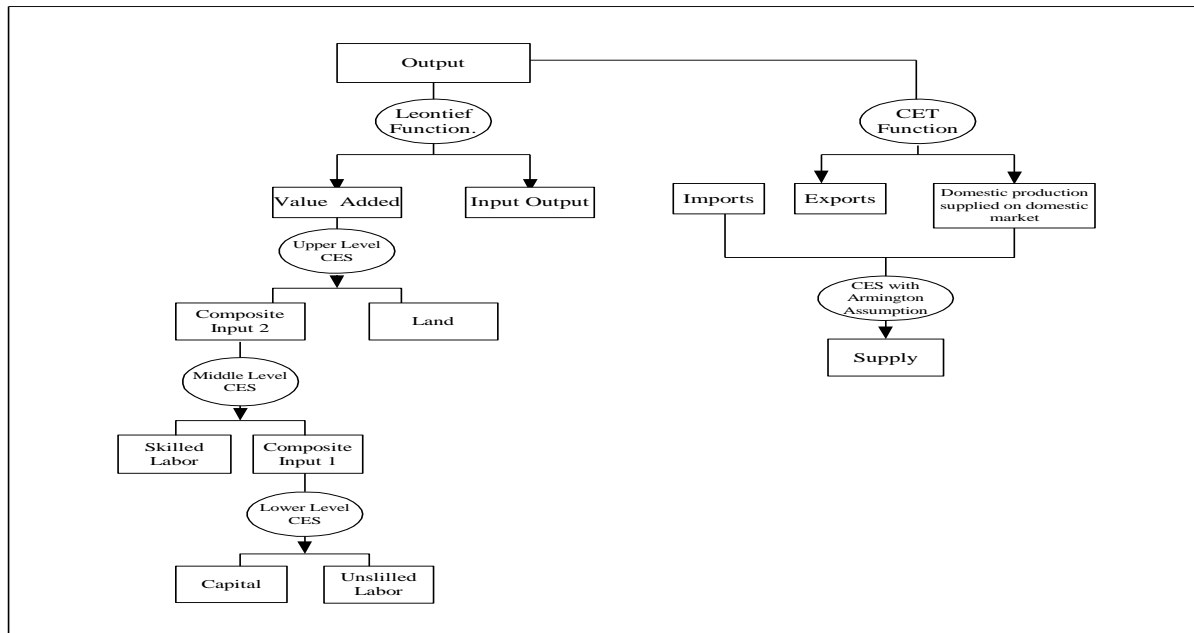 Output
Leontief
Function.
CET
Function
Value Added
Input Output
Imports
Exports
Domestic production
supplied on domestic
market
Upper Level
CES
Composite
Input 2
Land
CES with
Armington
Assumption
Supply
Middle Level
CES
Skilled
Labor
Composite
Input 1
Lower Level
CES
Capital
Unslilled
Labor